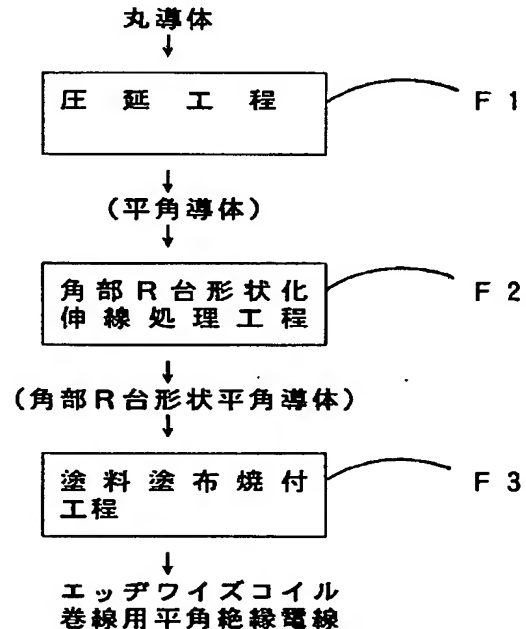 丸導体
↓
圧延工程
F1
↓
(平角導体)
↓
角部R台形状化
伸線処理工程
F2
↓
(角部R台形状平角導体)
↓
塗料塗布焼付
工程
F3
↓
エッヂワイズコイル
巻線用平角絶縁電線